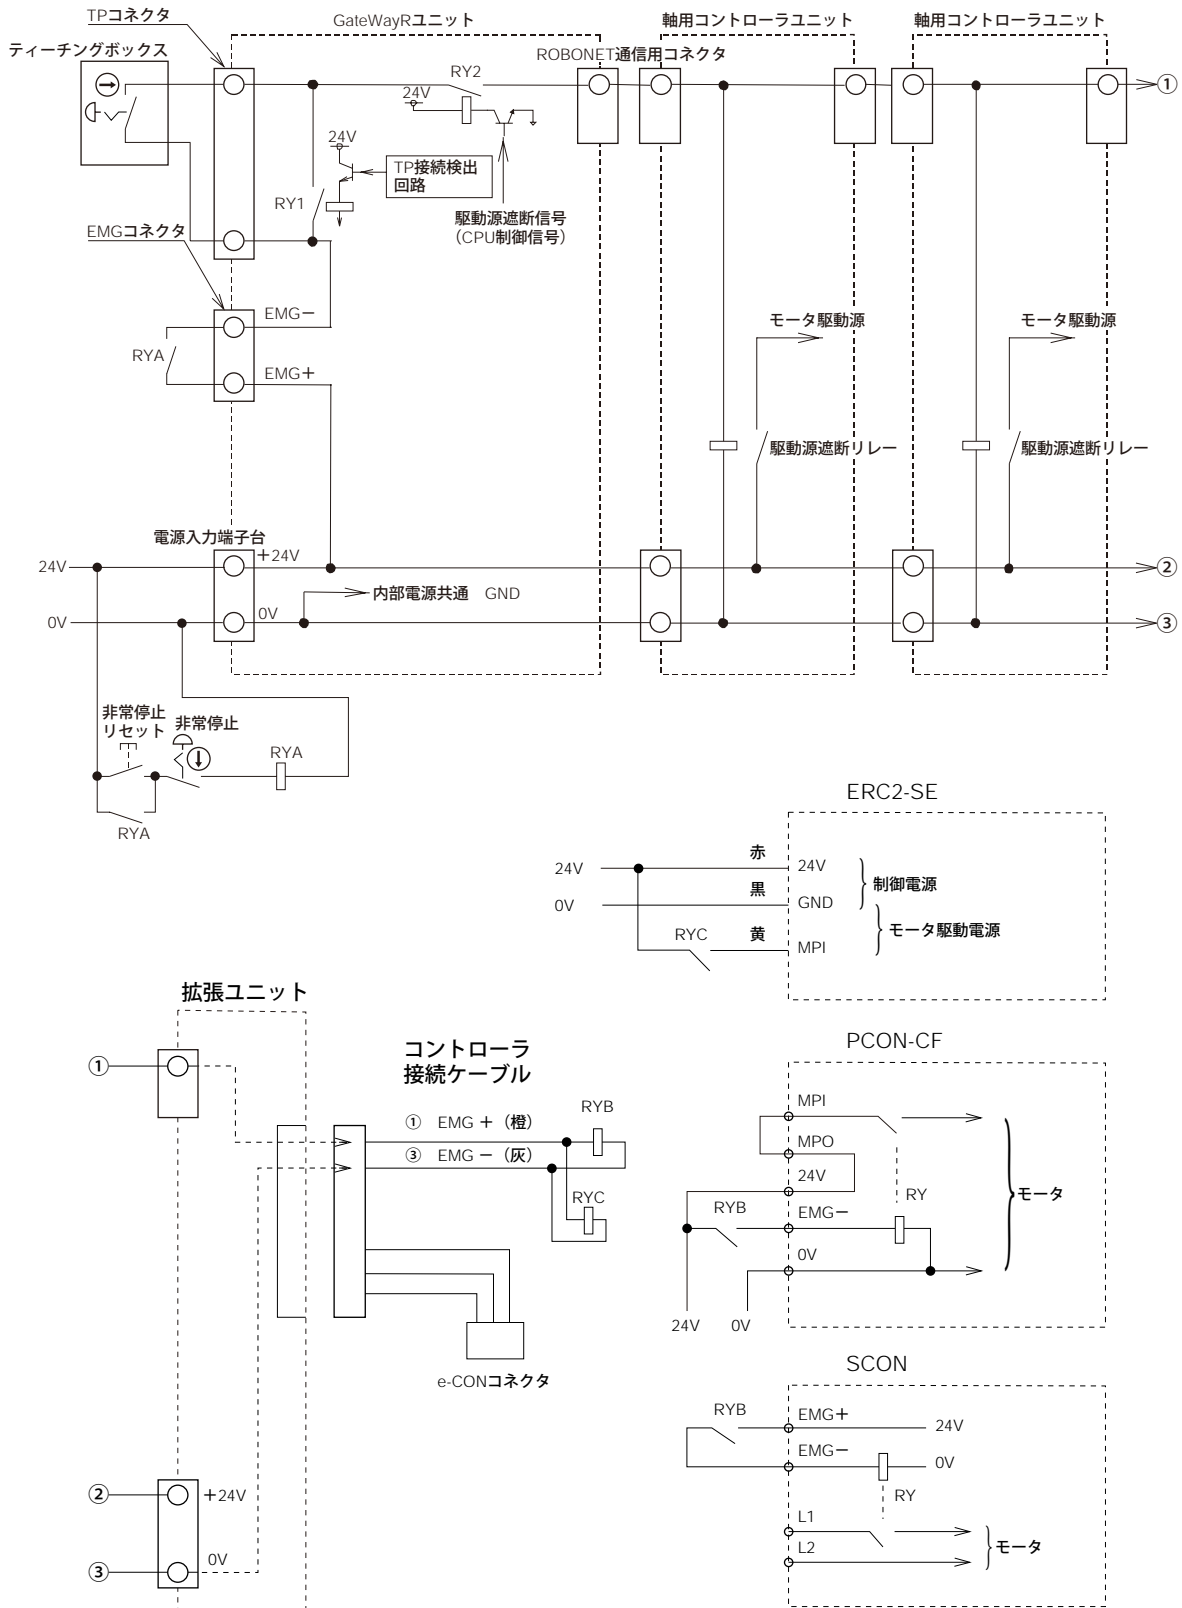 TPコネクタ
GateWayRユニット
軸用コントローラユニット
軸用コントローラユニット
ティーチングボックス
ROBONET通信用コネクタ
RY2
24V
①
24V
TP接続検出
回路
RY1
駆動源遮断信号
（CPU制御信号）
EMGコネクタ
EMG－
RYA
EMG＋
モータ駆動源
モータ駆動源
駆動源遮断リレー
駆動源遮断リレー
電源入力端子台
＋24V
24V
②
内部電源共通 GND
0V
0V
③
非常停止
リセット
非常停止
RYA
RYA
ERC2-SE
24V
赤
24V
制御電源
0V
黒
GND
モータ駆動電源
RYC
黄
MPI
拡張ユニット
①
コントローラ
接続ケーブル
① EMG ＋（橙）
RYB
③ EMG －（灰）
RYC
e-CONコネクタ
②
＋24V
③
0V
PCON-CF
MPI
MPO
24V
RY
モータ
RYB
EMG－
0V
24V
0V
SCON
RYB
EMG＋
24V
EMG－
0V
RY
L1
L2
モータ